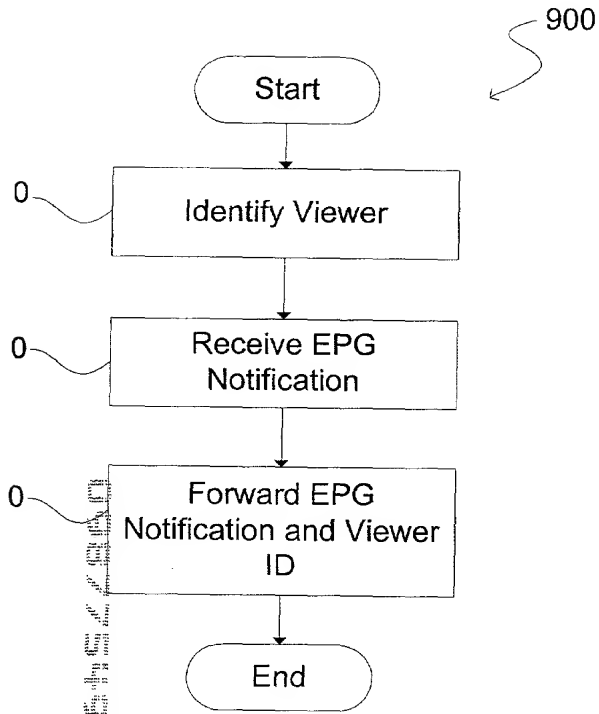 900
Start
0
Identify Viewer
0
Receive EPG
Notification
0
Forward EPG
Notification and Viewer
ID
End